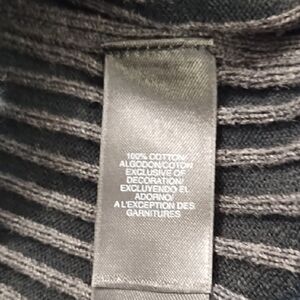 100% COTTON/
ALGODON/COTON
EXCLUSIVE OF
DECORATION/
EXCLUYENDO EL
ADORNO/
A L'EXCEPTION DES
GARNITURES